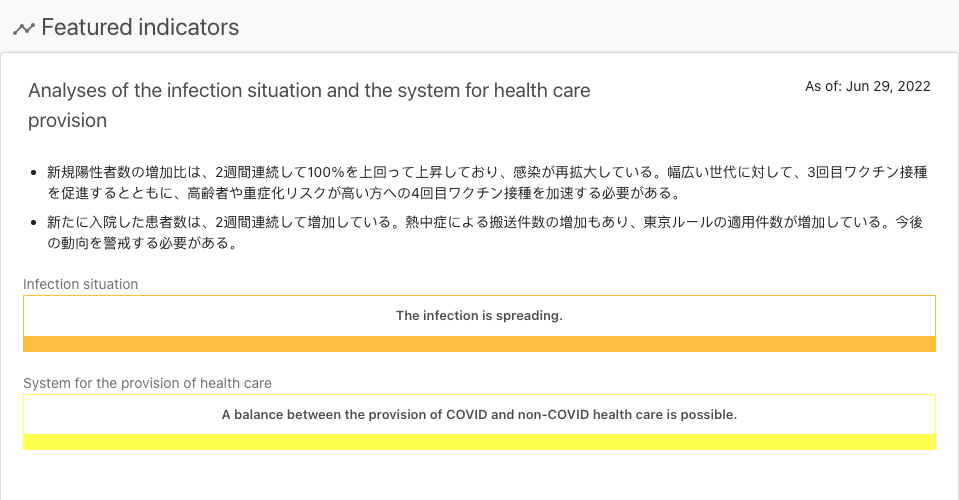 Featured indicators
Analyses of the infection situation and the system for health care
provision
As of: Jun 29, 2022
新規陽性者数の増加比は、2週間連続して100%を上回って上昇しており、感染が再拡大している。幅広い世代に対して、3回目ワクチン接種
を促進するとともに、高齢者や重症化リスクが高い方への4回目ワクチン接種を加速する必要がある。
新たに入院した患者数は、2週間連続して増加している。熱中症による搬送件数の増加もあり、東京ルールの適用件数が増加している。今後
の動向を警戒する必要がある。
Infection situation
The infection is spreading.
System for the provision of health care
A balance between the provision of COVID and non-COVID health care is possible.